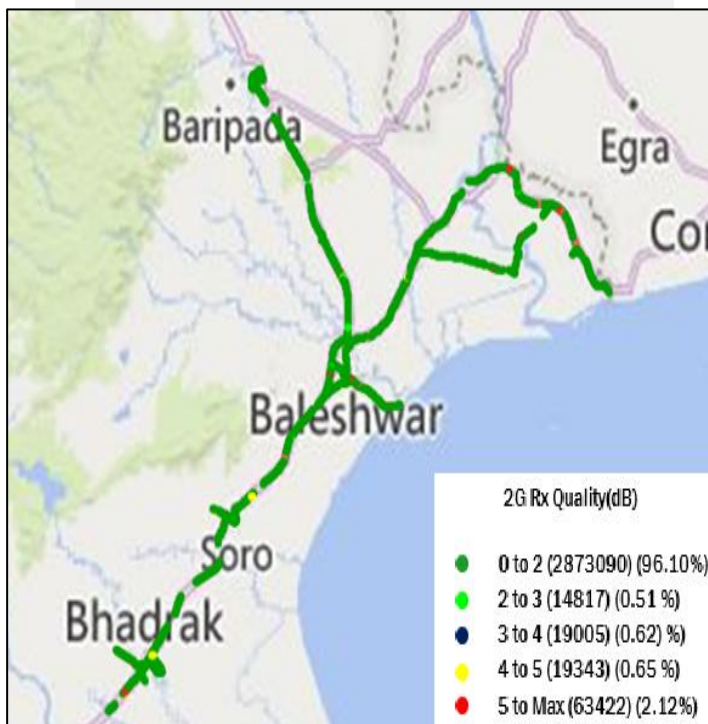 Baripada
Egra
Con
Baleshwar
Soro
Bhadrak
2G Rx Quality(dB)
0 to 2 (2873090) (96.10%)
2 to 3 (14817) (0.51 %)
3 to 4 (19005) (0.62) %)
4 to 5 (19343) (0.65 %)
5 to Max (63422) (2.12%)